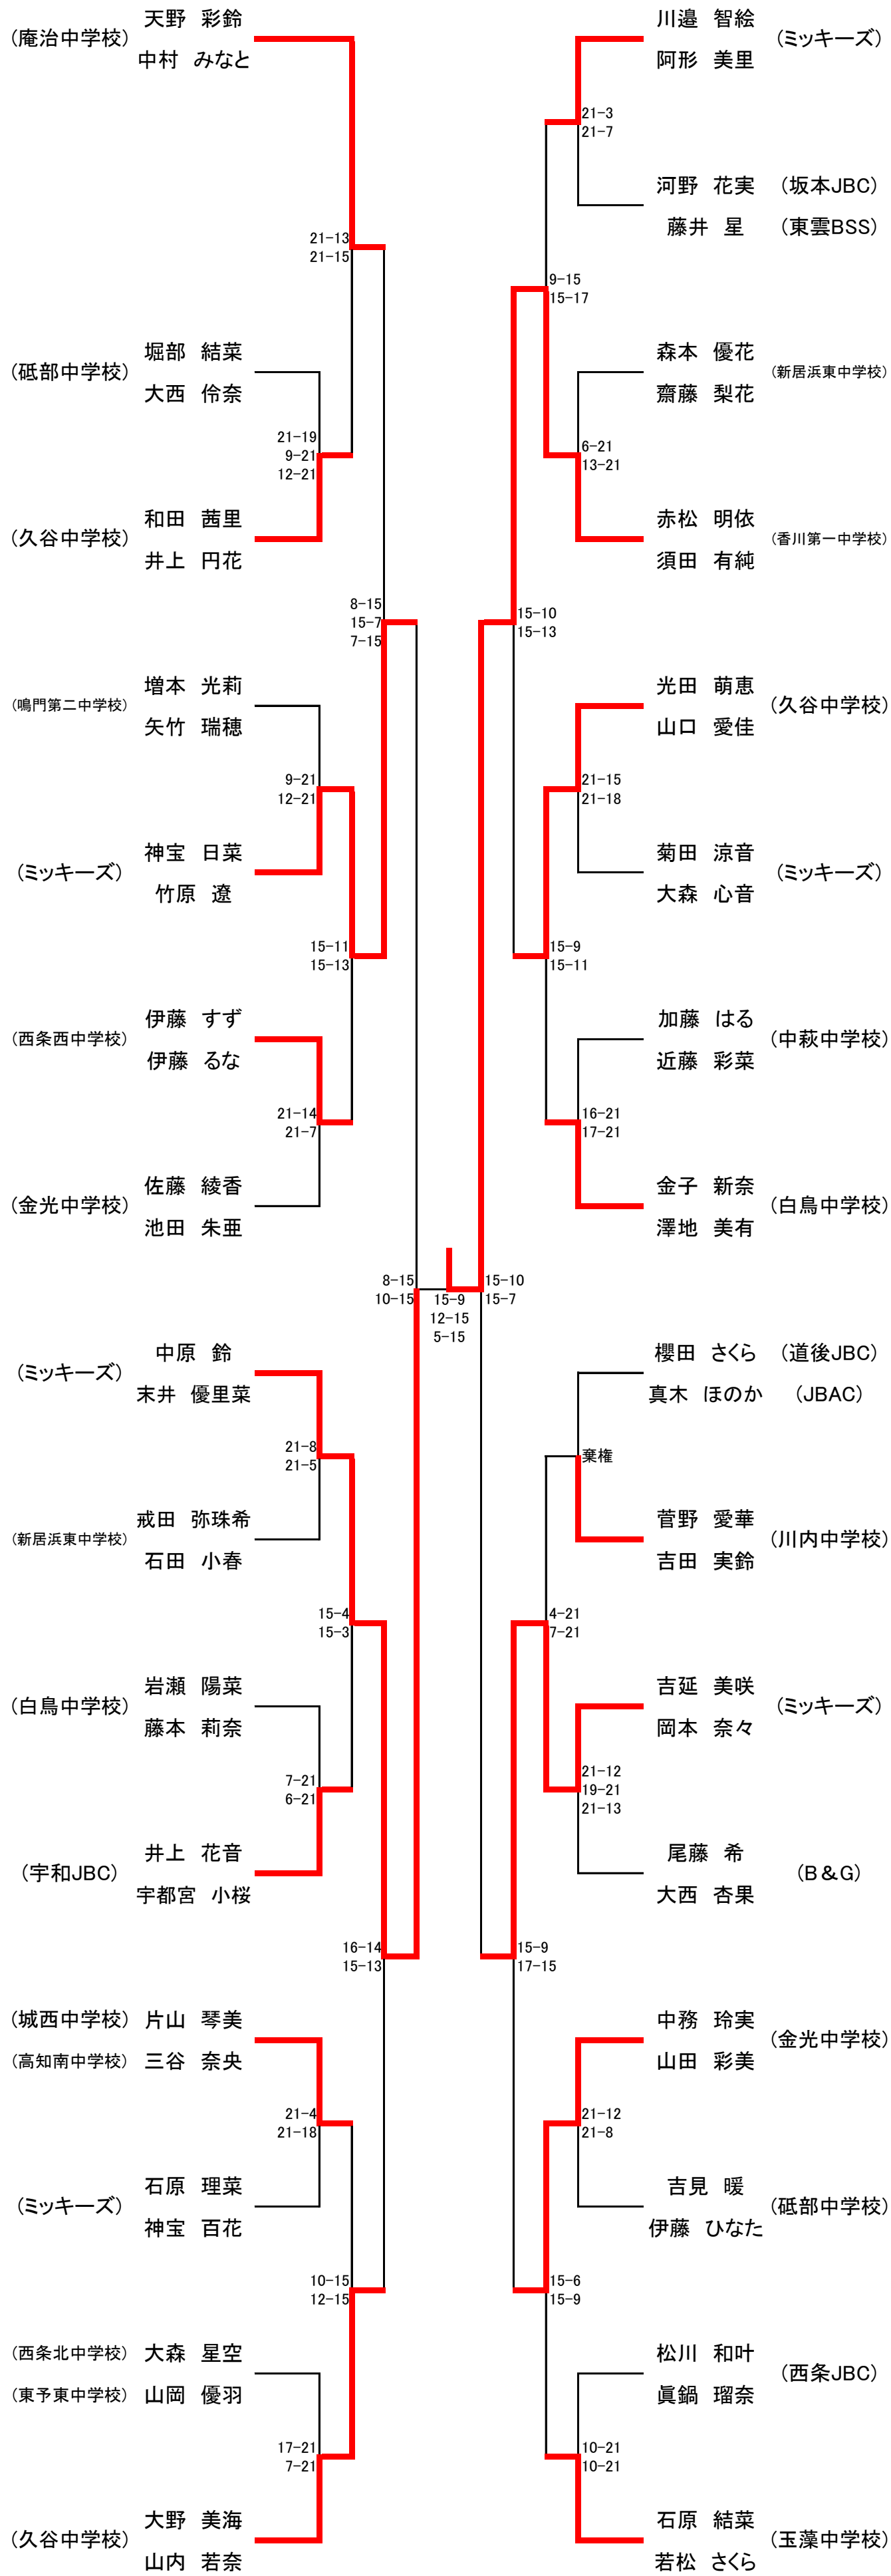 天野 彩鈴
(庵治中学校)
中村 みなと
21-13
21-15
堀部 結菜
(砥部中学校)
大西 伶奈
21-19
9-21
12-21
和田 茜里
(久谷中学校)
井上 円花
8-15
15-7
7-15
増本 光莉
(鳴門第二中学校)
矢竹 瑞穂
9-21
12-21
神宝 日菜
(ミッキーズ)
竹原 遼
15-11
15-13
伊藤 すず
(西条西中学校)
伊藤 るな
21-14
21-7
佐藤 綾香
(金光中学校)
池田 朱亜
8-15
10-15
中原 鈴
(ミッキーズ)
末井 優里菜
21-8
21-5
戒田 弥珠希
(新居浜東中学校)
石田 小春
15-4
15-3
岩瀬 陽菜
(白鳥中学校)
藤本 莉奈
7-21
6-21
井上 花音
(宇和JBC)
宇都宮 小桜
16-14
15-13
(城西中学校) 片山 琴美
(高知南中学校) 三谷 奈央
21-4
21-18
石原 理菜
(ミッキーズ)
神宝 百花
10-15
12-15
(西条北中学校) 大森 星空
(東予東中学校) 山岡 優羽
17-21
7-21
大野 美海
(久谷中学校)
山内 若奈
15-9
12-15
5-15
川邉 智絵
(ミッキーズ)
阿形 美里
21-3
21-7
河野 花実 (坂本JBC)
藤井 星 (東雲BSS)
9-15
15-17
森本 優花
(新居浜東中学校)
齋藤 梨花
6-21
13-21
赤松 明依
(香川第一中学校)
須田 有純
15-10
15-13
光田 萌恵
(久谷中学校)
山口 愛佳
21-15
21-18
菊田 涼音
(ミッキーズ)
大森 心音
15-9
15-11
加藤 はる
(中萩中学校)
近藤 彩菜
16-21
17-21
金子 新奈
(白鳥中学校)
澤地 美有
15-10
15-7
櫻田 さくら (道後JBC)
真木 ほのか (JBAC)
棄権
菅野 愛華
(川内中学校)
吉田 実鈴
4-21
7-21
吉延 美咲
(ミッキーズ)
岡本 奈々
21-12
19-21
21-13
尾藤 希
(B&G)
大西 杏果
15-9
17-15
中務 玲実
(金光中学校)
山田 彩美
21-12
21-8
吉見 暖
(砥部中学校)
伊藤 ひなた
15-6
15-9
松川 和叶
(西条JBC)
眞鍋 瑠奈
10-21
10-21
石原 結菜
(玉藻中学校)
若松 さくら